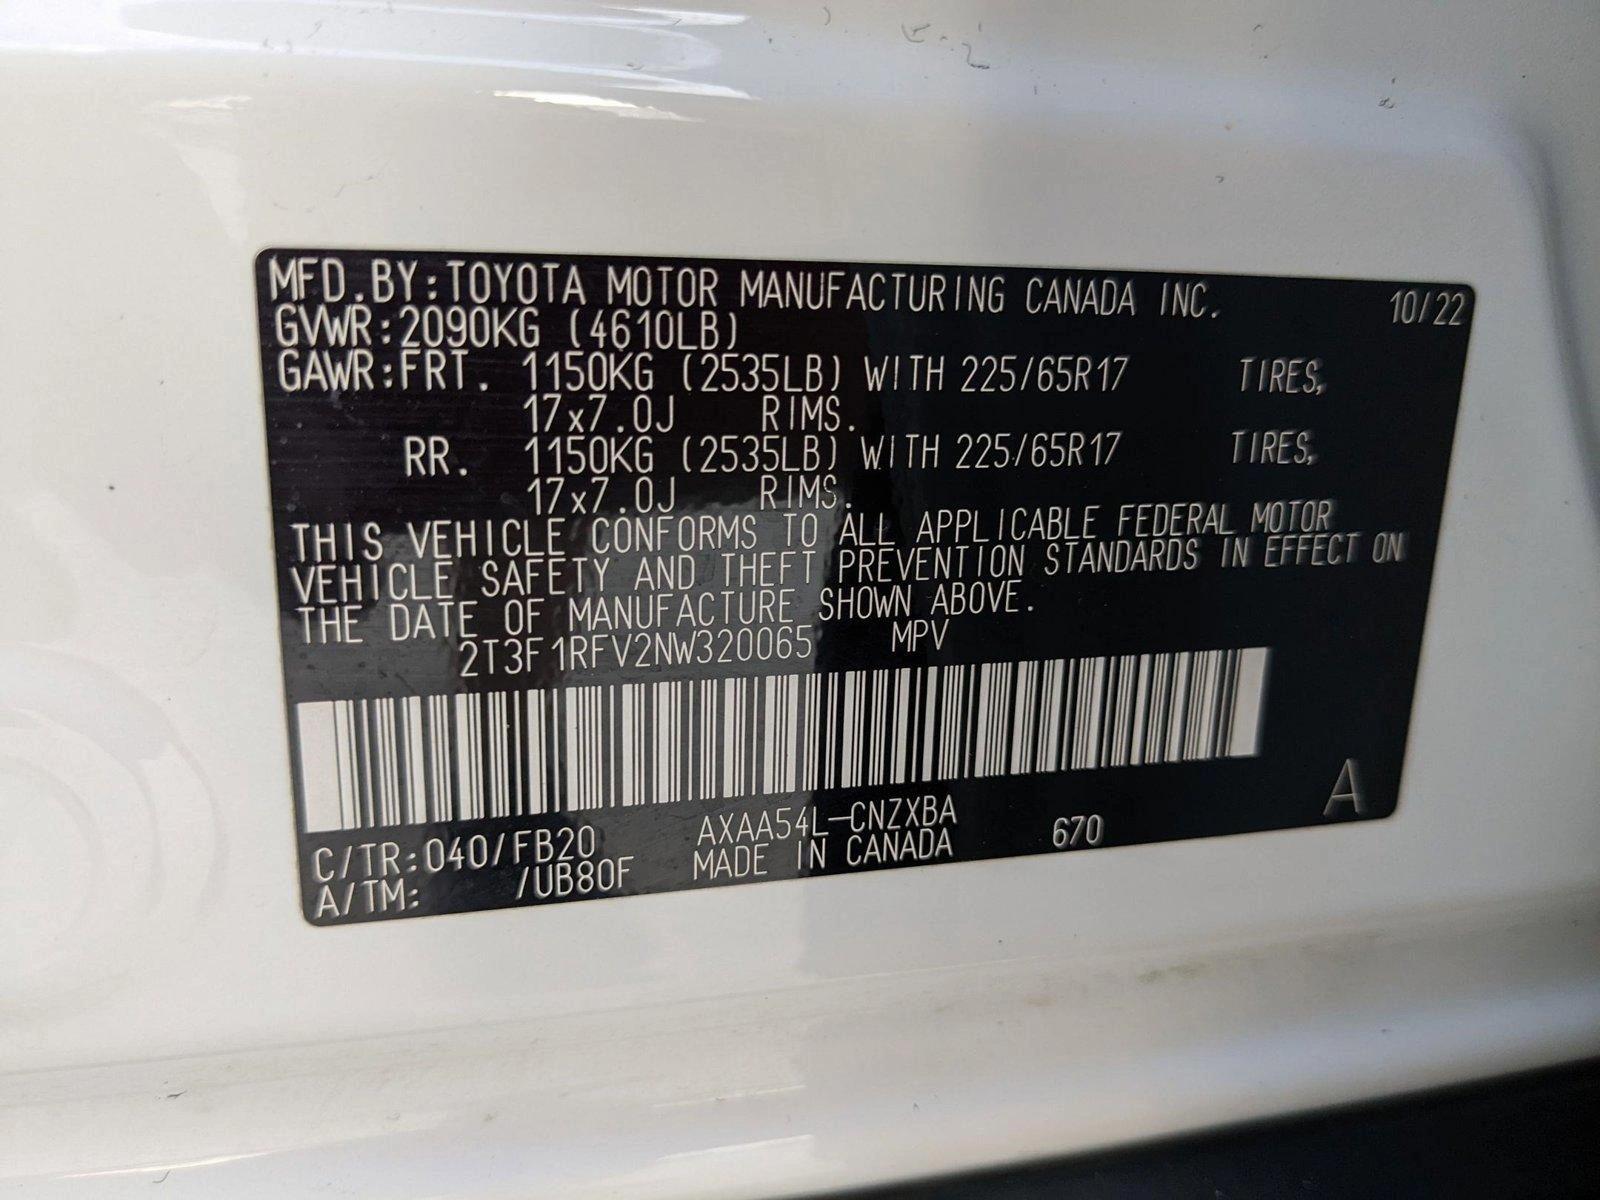 MFD.BY:TOYOTA MOTOR MANUFACTURING CANADA INC. 10/22
GVWR:2090KG (4610LB)
GAWR:FRT. 1150KG (2535LB) WITH 225/65R17 TIRES,
17x7.0J RIMS.
RR. 1150KG (2535LB) WITH 225/65R17 TIRES,
17x7.0J RIMS.
THIS VEHICLE CONFORMS TO ALL APPLICABLE FEDERAL MOTOR
VEHICLE SAFETY AND THEFT PREVENTION STANDARDS IN EFFECT ON
THE DATE OF MANUFACTURE SHOWN ABOVE.
2T3F1RFV2NW320065 MPV
C/TR:040/FB20 AXAA54L-CNZXBA 670 A
A/TM: /UB80F MADE IN CANADA